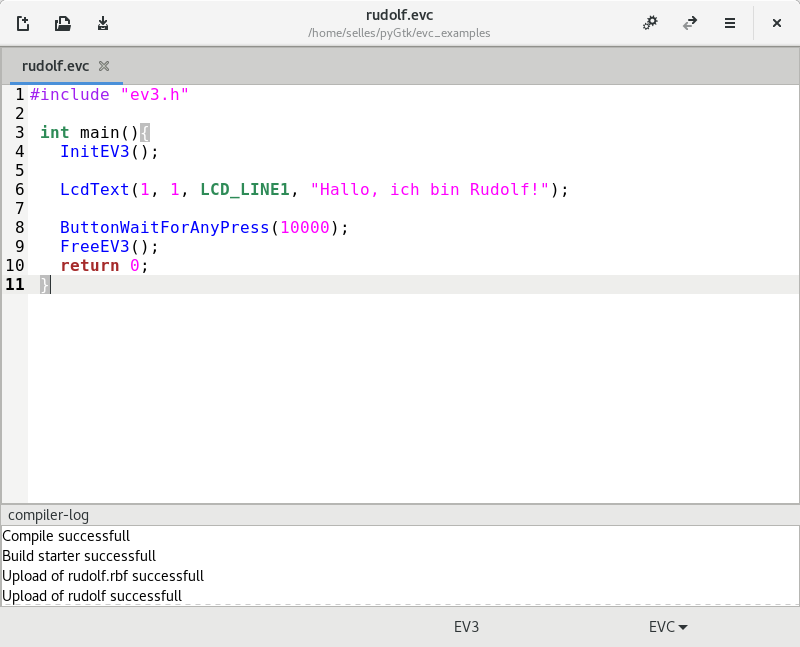 rudolf.evc
/home/selles/pyGtk/evc_examples
rudolf.evc
1 #include "ev3.h"
2
3 int main(){
4 InitEV3();
5
6 LcdText(1, 1, LCD_LINE1, "Hallo, ich bin Rudolf!");
7
8 ButtonWaitForAnyPress(10000);
9 FreeEV3();
10 return 0;
11 }
compiler-log
Compile successfull
Build starter successfull
Upload of rudolf.rbf successfull
Upload of rudolf successfull
EV3 EVC